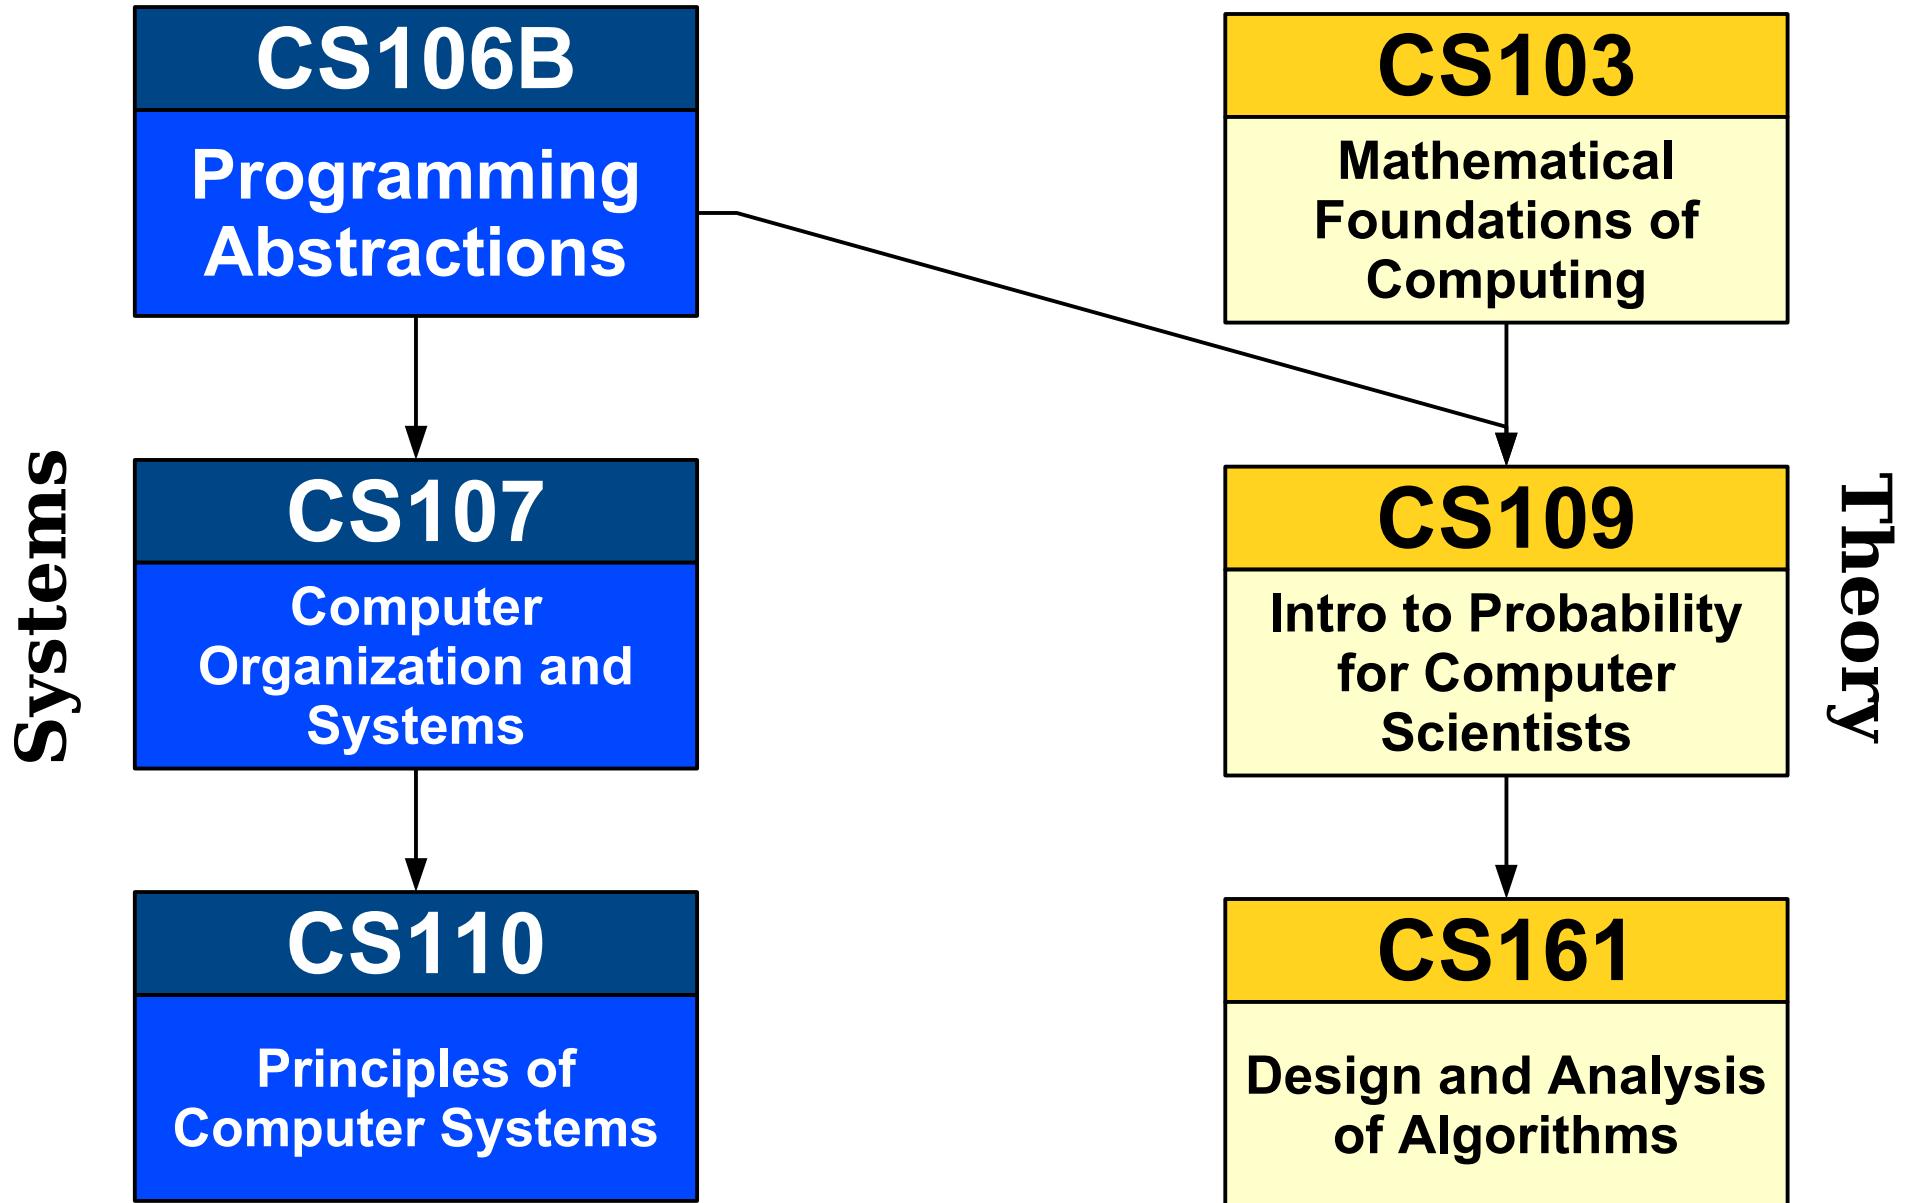 CS106B
Programming
Abstractions
CS103
Mathematical
Foundations of
Computing
Systems
CS107
Computer
Organization and
Systems
CS109
Intro to Probability
for Computer
Scientists
Theory
CS110
Principles of
Computer Systems
CS161
Design and Analysis
of Algorithms